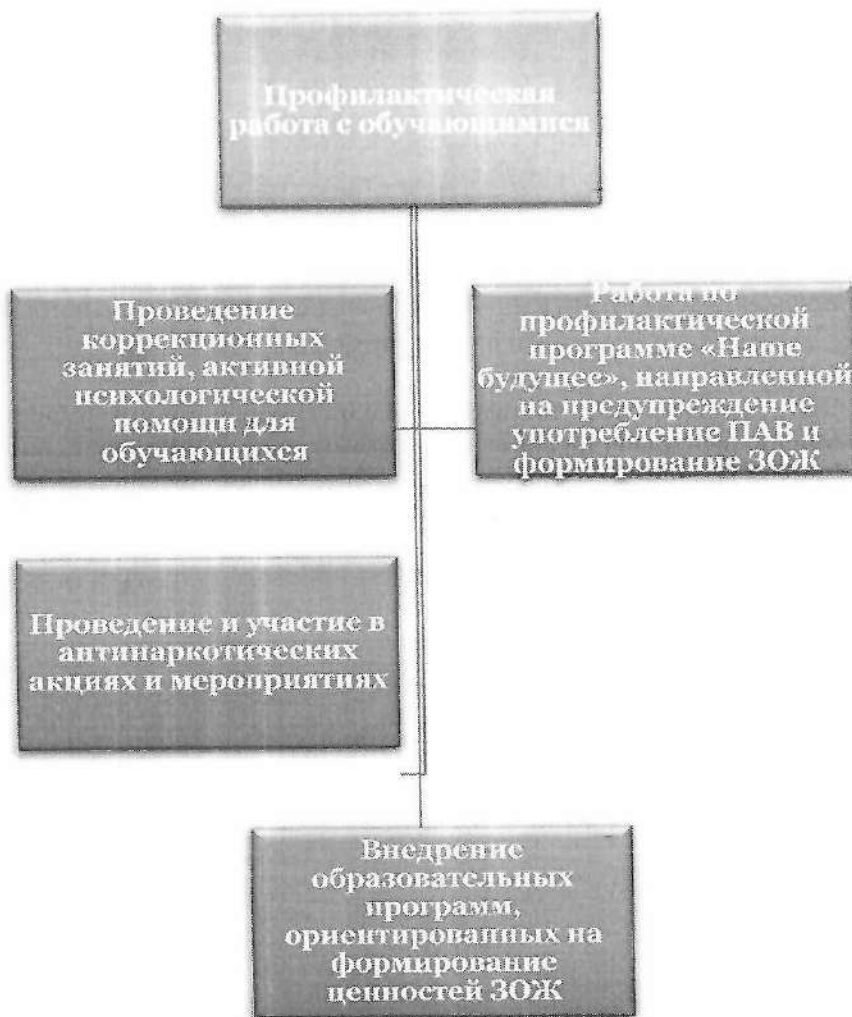 Профилактическая
работа с обучающимися
Проведение
коррекционных
занятий, активной
психологической
помощи для
обучающихся
Работа по
профилактической
программе «Наше
будущее», направленной
на предупреждение
употребление ПАВ и
формирование ЗОЖ
Проведение и участие в
антинаркотических
акциях и мероприятиях
Внедрение
образовательных
программ,
ориентированных на
формирование
ценностей ЗОЖ